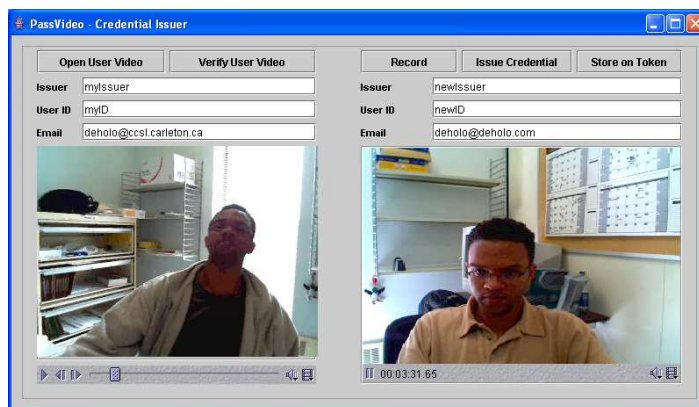 PassVideo - Credential Issuer
Open User Video Verify User Video
Issuer myIssuer
User ID myID
Email deholo@ccsl.carleton.ca
Record Issue Credential Store on Token
Issuer newIssuer
User ID newID
Email deholo@deholo.com
00:03:31.65